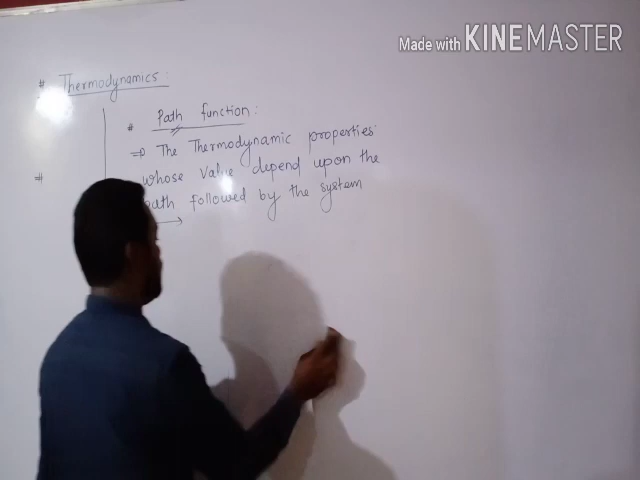 Made with KINEMASTER
# Thermodynamics:
# Path function:
⇒ The Thermodynamic properties
whose value depend upon the
path followed by the system